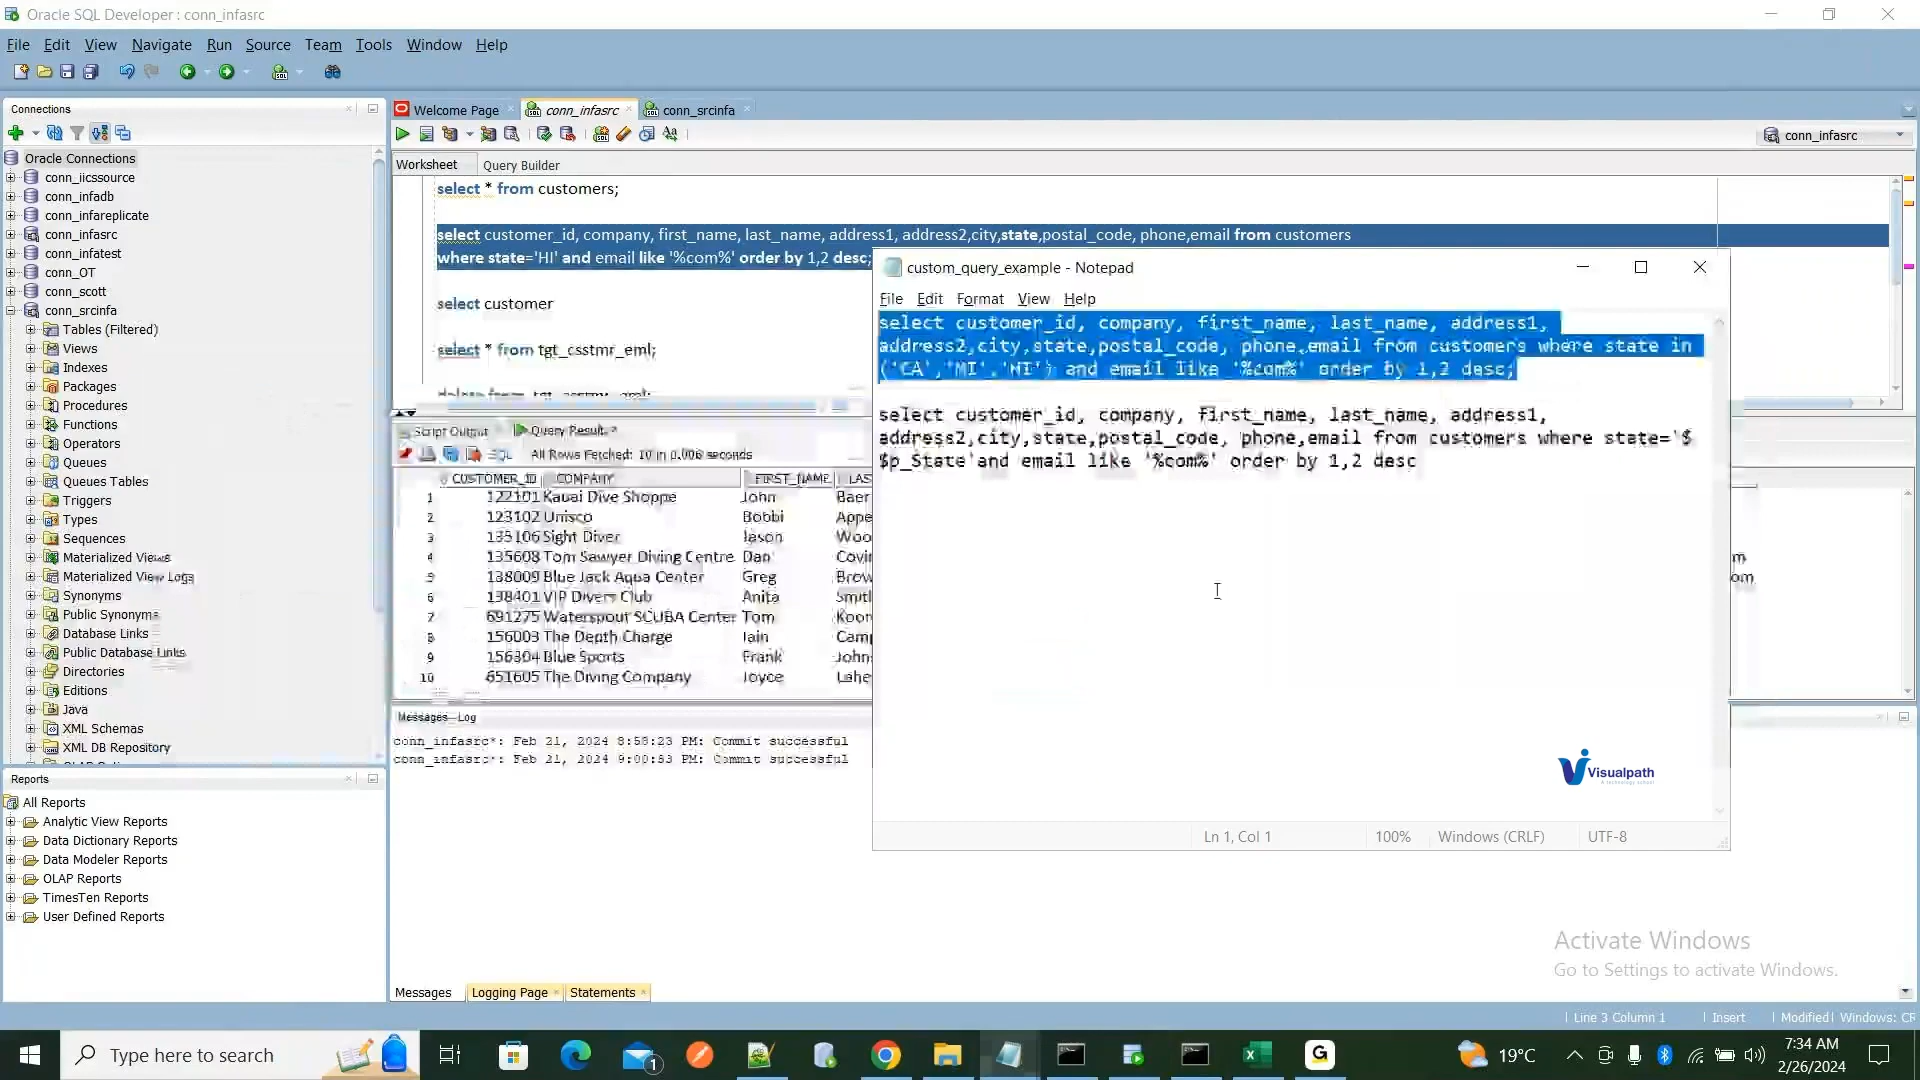 Oracle SQL Developer : conn_infasrc
File Edit View Navigate Run Source Team Tools Window Help
Connections
Welcome Page
conn_infasrc
conn_srcinfa
conn_infasrc
Worksheet Query Builder
Oracle Connections
conn_iicssource
conn_infadb
conn_infareplicate
conn_infasrc
conn_infatest
conn_OT
conn_scott
conn_srcinfa
Tables (Filtered)
Views
Indexes
Packages
Procedures
Functions
Operators
Queues
Queues Tables
Triggers
Types
Sequences
Materialized Views
Materialized View Logs
Synonyms
Public Synonyms
Database Links
Public Database Links
Directories
Editions
Java
XML Schemas
XML DB Repository
select * from customers;
select customer_id, company, first_name, last_name, address1, address2,city,state,postal_code, phone,email from customers
where state='HI' and email like '%com%' order by 1,2 desc;
select customer
select * from tgt_csstmr_eml;
Script Output Query Result
SQL All Rows Fetched: 10 in 0.006 seconds
CUSTOMER_ID COMPANY FIRST_NAME LAS
1 122101 Kauai Dive Shoppe John Baer
2 123102 Unisco Bobbi Appe
3 135106 Sight Diver Jason Woo
4 135608 Tom Sawyer Diving Centre Dan Covin
5 138009 Blue Jack Aqua Center Greg Brow
6 138401 VIP Divers Club Anita Smith
7 691275 Waterspout SCUBA Center Tom Koon
8 156003 The Depth Charge Iain Camp
9 156304 Blue Sports Frank John
10 651605 The Diving Company Joyce Lahe
Messages - Log
conn_infasrc*: Feb 21, 2024 8:58:23 PM: Commit successful
conn_infasrc*: Feb 21, 2024 9:00:53 PM: Commit successful
Messages Logging Page Statements
custom_query_example - Notepad
File Edit Format View Help
select customer_id, company, first_name, last_name, address1,
address2,city,state,postal_code, phone,email from customers where state in
('CA','MI','HI') and email like '%com%' order by 1,2 desc;
select customer_id, company, first_name, last_name, address1,
address2,city,state,postal_code, phone,email from customers where state='$
$p_State'and email like '%com%' order by 1,2 desc
Ln 1, Col 1 100% Windows (CRLF) UTF-8
Visualpath
Reports
All Reports
Analytic View Reports
Data Dictionary Reports
Data Modeler Reports
OLAP Reports
TimesTen Reports
User Defined Reports
Activate Windows
Go to Settings to activate Windows.
Line 3 Column 1 Insert Modified Windows: CR
Type here to search
1
19°C
7:34 AM
2/26/2024